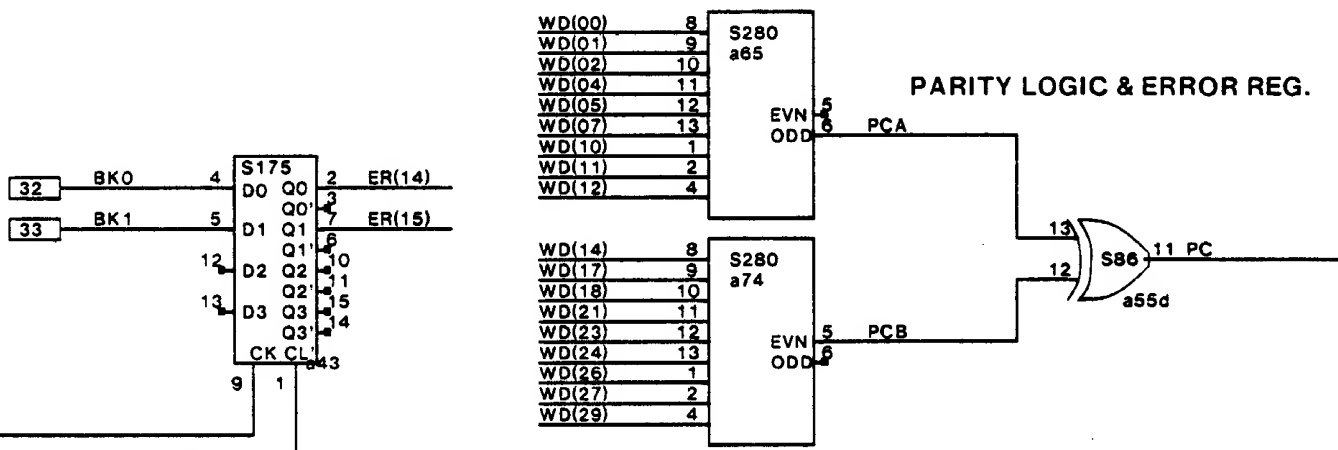 PARITY LOGIC & ERROR REG.
32 BK0 4
33 BK1 5
12
13
S175
D0 Q0 2 ER(14)
Q0' 3
D1 Q1 7 ER(15)
Q1' 6
D2 Q2 10
Q2' 11
D3 Q3 15
Q3' 14
CK CL'
a43
9 1
WD(00) 8
WD(01) 9
WD(02) 10
WD(04) 11
WD(05) 12
WD(07) 13
WD(10) 1
WD(11) 2
WD(12) 4
S280
a65
EVN 5
ODD 6 PCA
WD(14) 8
WD(17) 9
WD(18) 10
WD(21) 11
WD(23) 12
WD(24) 13
WD(26) 1
WD(27) 2
WD(29) 4
S280
a74
EVN 5 PCB
ODD 6
13
12
S86 11 PC
a55d